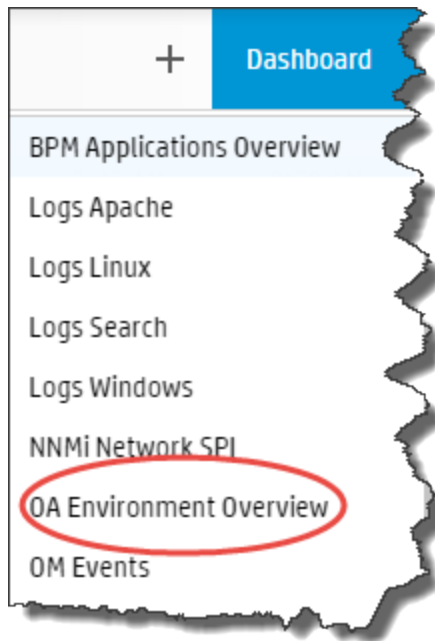 + Dashboard
BPM Applications Overview
Logs Apache
Logs Linux
Logs Search
Logs Windows
NNMi Network SPI
OA Environment Overview
OM Events